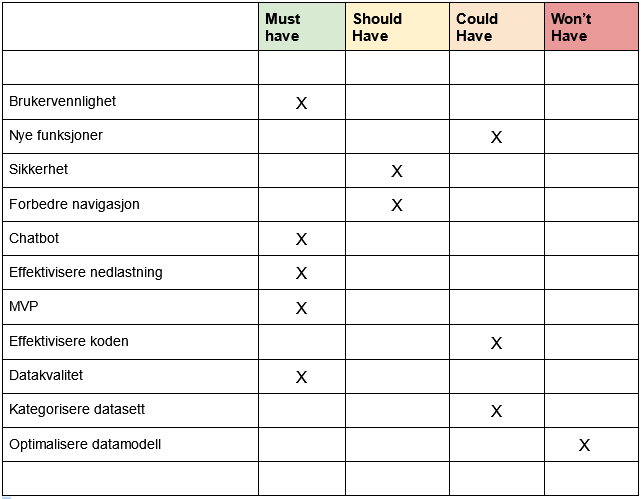 Must have Should Have Could Have Won't Have
Brukervennlighet X
Nye funksjoner X
Sikkerhet X
Forbedre navigasjon X
Chatbot X
Effektivisere nedlastning X
MVP X
Effektivisere koden X
Datakvalitet X
Kategorisere datasett X
Optimalisere datamodell X